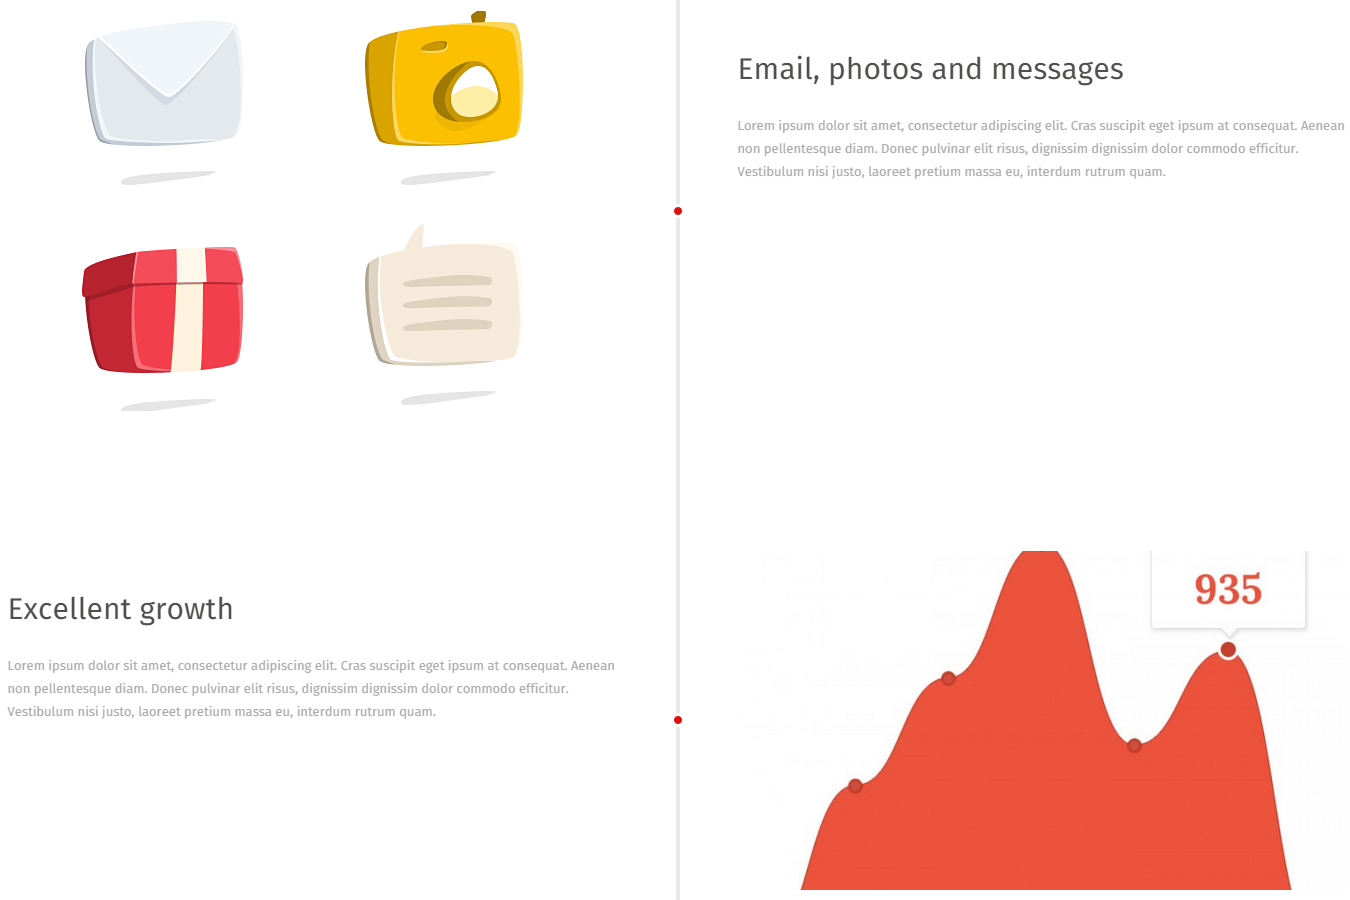 Email, photos and messages
Lorem ipsum dolor sit amet, consectetur adipiscing elit. Cras suscipit eget ipsum at consequat. Aenean
non pellentesque diam. Donec pulvinar elit risus, dignissim dignissim dolor commodo efficitur.
Vestibulum nisi justo, laoreet pretium massa eu, interdum rutrum quam.
Excellent growth
Lorem ipsum dolor sit amet, consectetur adipiscing elit. Cras suscipit eget ipsum at consequat. Aenean
non pellentesque diam. Donec pulvinar elit risus, dignissim dignissim dolor commodo efficitur.
Vestibulum nisi justo, laoreet pretium massa eu, interdum rutrum quam.
935